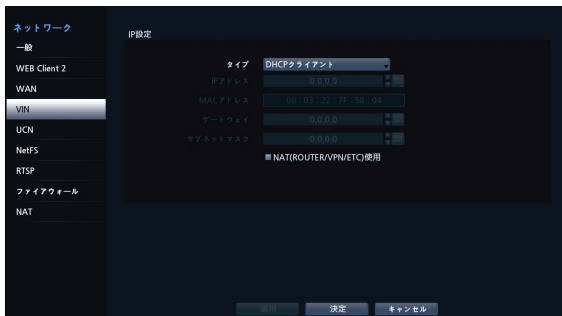 ネットワーク
一般
WEB Client 2
WAN
VIN
UCN
NetFS
RTSP
ファイアウォール
NAT
IP設定
タイプ DHCPクライアント
IPアドレス 0.0.0.0
MACアドレス 00 : 03 : 22 : 7F : 58 : 04
ゲートウェイ 0.0.0.0
サブネットマスク 0.0.0.0
NAT(ROUTER/VPN/ETC)使用
適用 決定 キャンセル